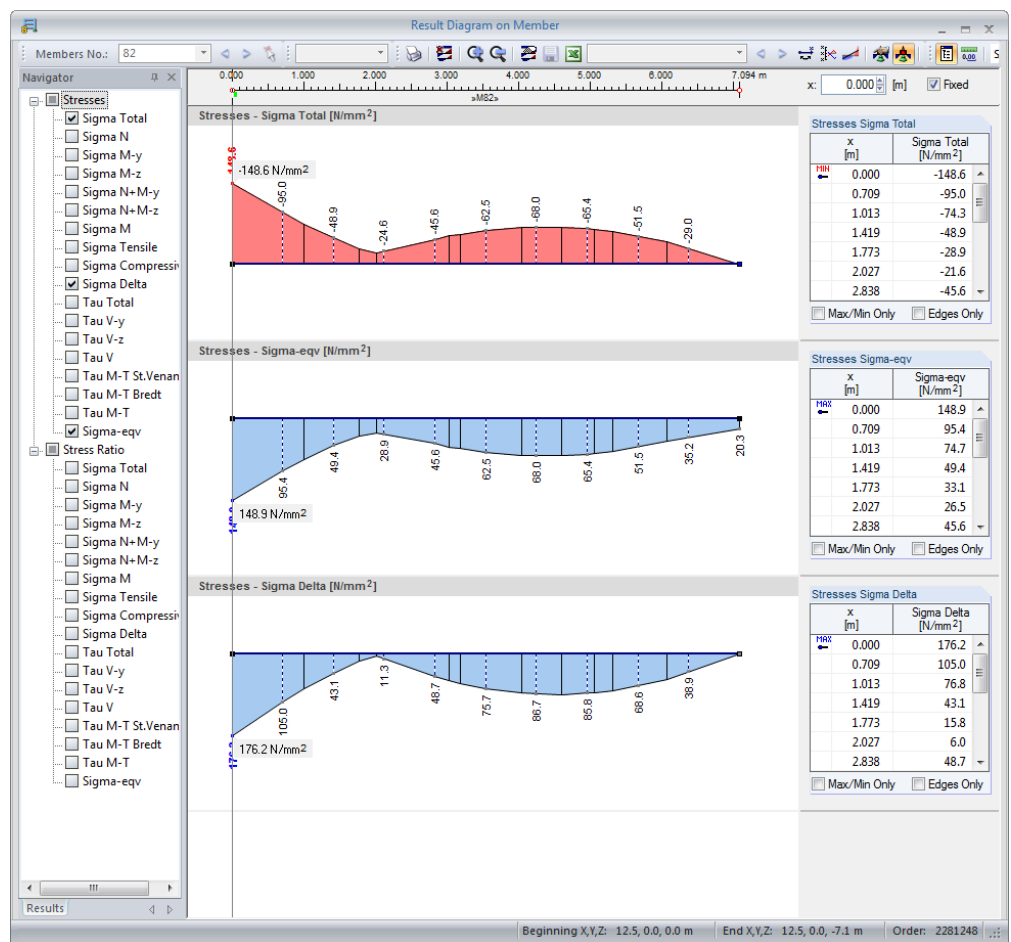 Result Diagram on Member
Members No.: 82
Navigator
Stresses
Sigma Total
Sigma N
Sigma M-y
Sigma M-z
Sigma N+M-y
Sigma N+M-z
Sigma M
Sigma Tensile
Sigma Compressiv
Sigma Delta
Tau Total
Tau V-y
Tau V-z
Tau V
Tau M-T St.Venan
Tau M-T Bredt
Tau M-T
Sigma-eqv
Stress Ratio
Sigma Total
Sigma N
Sigma M-y
Sigma M-z
Sigma N+M-y
Sigma N+M-z
Sigma M
Sigma Tensile
Sigma Compressiv
Sigma Delta
Tau Total
Tau V-y
Tau V-z
Tau V
Tau M-T St.Venan
Tau M-T Bredt
Tau M-T
Sigma-eqv
Results
0.000 1.000 2.000 3.000 4.000 5.000 6.000 7.094 m
»M82»
x: 0.000 [m] Fixed
Stresses - Sigma Total [N/mm2]
-148.6 N/mm2
-95.0 -48.9 -24.6 -45.6 -62.5 -68.0 -65.4 -51.5 -29.0
Stresses Sigma Total
x Sigma Total
[m] [N/mm2]
MIN 0.000 -148.6
0.709 -95.0
1.013 -74.3
1.419 -48.9
1.773 -28.9
2.027 -21.6
2.838 -45.6
Max/Min Only Edges Only
Stresses - Sigma-eqv [N/mm2]
95.4 49.4 28.9 45.6 62.5 68.0 65.4 51.5 35.2 20.3
148.9 N/mm2
Stresses Sigma-eqv
x Sigma-eqv
[m] [N/mm2]
MAX 0.000 148.9
0.709 95.4
1.013 74.7
1.419 49.4
1.773 33.1
2.027 26.5
2.838 45.6
Max/Min Only Edges Only
Stresses - Sigma Delta [N/mm2]
105.0 43.1 11.3 48.7 75.7 86.7 85.8 68.6 38.9
176.2 N/mm2
Stresses Sigma Delta
x Sigma Delta
[m] [N/mm2]
MAX 0.000 176.2
0.709 105.0
1.013 76.8
1.419 43.1
1.773 15.8
2.027 6.0
2.838 48.7
Max/Min Only Edges Only
Beginning X,Y,Z: 12.5, 0.0, 0.0 m End X,Y,Z: 12.5, 0.0, -7.1 m Order: 2281248